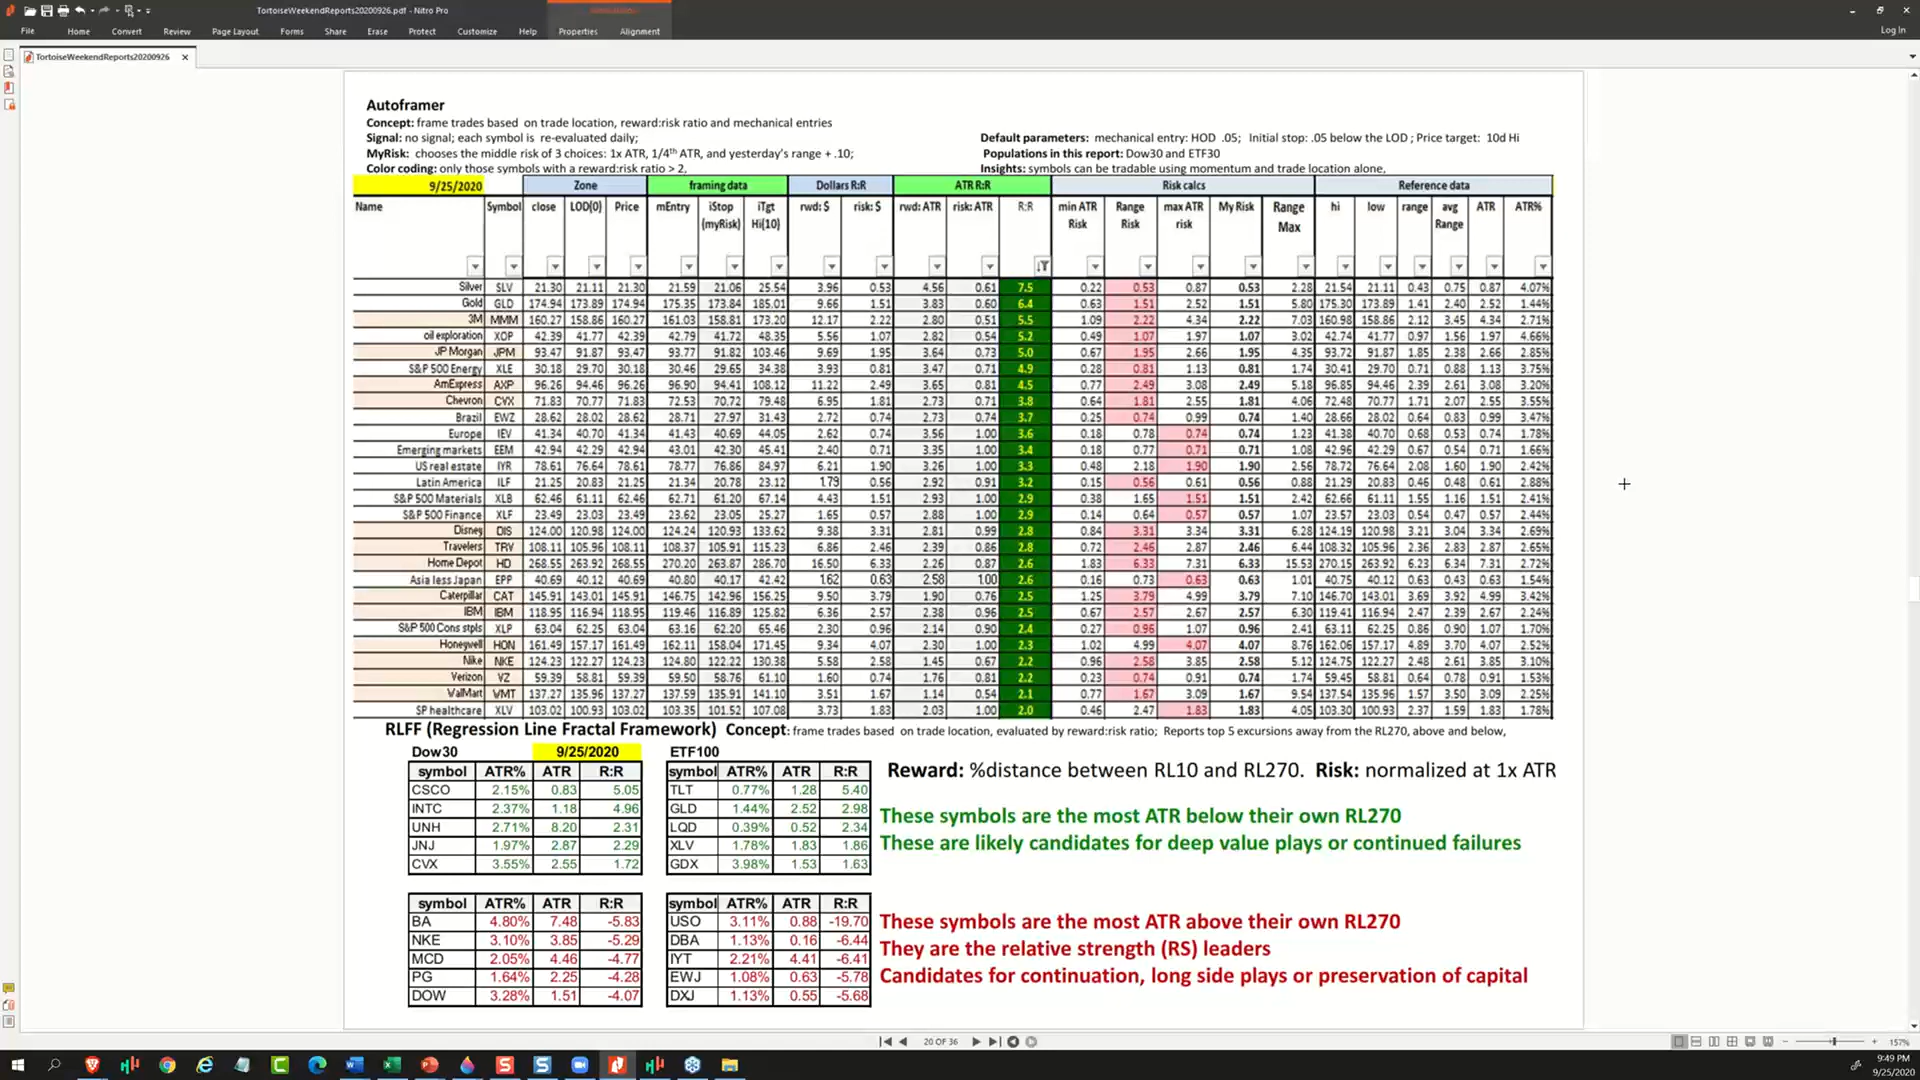 TortoiseWeekendReports20200926.pdf - Nitro Pro
File Home Convert Review Page Layout Forms Share Erase Protect Customize Help Properties Alignment Log In
TortoiseWeekendReports20200926
Autoframer
Concept: frame trades based on trade location, reward:risk ratio and mechanical entries
Signal: no signal; each symbol is re-evaluated daily; Default parameters: mechanical entry: HOD .05; Initial stop: .05 below the LOD ; Price target: 10d Hi
MyRisk: chooses the middle risk of 3 choices: 1x ATR, 1/4th ATR, and yesterday's range + .10; Populations in this report: Dow30 and ETF30
Color coding: only those symbols with a reward:risk ratio > 2, Insights: symbols can be tradable using momentum and trade location alone,
9/25/2020 Zone framing data Dollars R:R ATR R:R Risk calcs Reference data
Name Symbol close LOD(0) Price mEntry iStop (myRisk) iTgt Hi(10) rwd: $ risk: $ rwd: ATR risk: ATR R:R min ATR Risk Range Risk max ATR risk My Risk Range Max hi low range avg Range ATR ATR%
Silver SLV 21.30 21.11 21.30 21.59 21.06 25.54 3.96 0.53 4.56 0.61 7.5 0.22 0.53 0.87 0.53 2.28 21.54 21.11 0.43 0.75 0.87 4.07%
Gold GLD 174.94 173.89 174.94 175.35 173.84 185.01 9.66 1.51 3.83 0.60 6.4 0.63 1.51 2.52 1.51 5.80 175.30 173.89 1.41 2.40 2.52 1.44%
3M MMM 160.27 158.86 160.27 161.03 158.81 173.20 12.17 2.22 2.80 0.51 5.5 1.09 2.22 4.34 2.22 7.03 160.98 158.86 2.12 3.45 4.34 2.71%
oil exploration XOP 42.39 41.77 42.39 42.79 41.72 48.35 5.56 1.07 2.82 0.54 5.2 0.49 1.07 1.97 1.07 3.02 42.74 41.77 0.97 1.56 1.97 4.66%
JP Morgan JPM 93.47 91.87 93.47 93.77 91.82 103.46 9.69 1.95 3.64 0.73 5.0 0.67 1.95 2.66 1.95 4.35 93.72 91.87 1.85 2.38 2.66 2.85%
S&P 500 Energy XLE 30.18 29.70 30.18 30.46 29.65 34.38 3.93 0.81 3.47 0.71 4.9 0.28 0.81 1.13 0.81 1.74 30.41 29.70 0.71 0.88 1.13 3.75%
AmExpress AXP 96.26 94.46 96.26 96.90 94.41 108.12 11.22 2.49 3.65 0.81 4.5 0.77 2.49 3.08 2.49 5.18 96.85 94.46 2.39 2.61 3.08 3.20%
Chevron CVX 71.83 70.77 71.83 72.53 70.72 79.48 6.95 1.81 2.73 0.71 3.8 0.64 1.81 2.55 1.81 4.06 72.48 70.77 1.71 2.07 2.55 3.55%
Brazil EWZ 28.62 28.02 28.62 28.71 27.97 31.43 2.72 0.74 2.73 0.74 3.7 0.25 0.74 0.99 0.74 1.40 28.66 28.02 0.64 0.83 0.99 3.47%
Europe IEV 41.34 40.70 41.34 41.43 40.69 44.05 2.62 0.74 3.56 1.00 3.6 0.18 0.78 0.74 0.74 1.23 41.38 40.70 0.68 0.53 0.74 1.78%
Emerging markets EEM 42.94 42.29 42.94 43.01 42.30 45.41 2.40 0.71 3.35 1.00 3.4 0.18 0.77 0.71 0.71 1.08 42.96 42.29 0.67 0.54 0.71 1.66%
US real estate IYR 78.61 76.64 78.61 78.77 76.86 84.97 6.21 1.90 3.26 1.00 3.3 0.48 2.18 1.90 1.90 2.56 78.72 76.64 2.08 1.60 1.90 2.42%
Latin America ILF 21.25 20.83 21.25 21.34 20.78 23.12 1.79 0.56 2.92 0.91 3.2 0.15 0.56 0.61 0.56 0.88 21.29 20.83 0.46 0.48 0.61 2.88%
S&P 500 Materials XLB 62.46 61.11 62.46 62.71 61.20 67.14 4.43 1.51 2.93 1.00 2.9 0.38 1.65 1.51 1.51 2.42 62.66 61.11 1.55 1.16 1.51 2.41%
S&P 500 Finance XLF 23.49 23.03 23.49 23.62 23.05 25.27 1.65 0.57 2.88 1.00 2.9 0.14 0.64 0.57 0.57 1.07 23.57 23.03 0.54 0.47 0.57 2.44%
Disney DIS 124.00 120.98 124.00 124.24 120.93 133.62 9.38 3.31 2.81 0.99 2.8 0.84 3.31 3.34 3.31 6.28 124.19 120.98 3.21 3.04 3.34 2.69%
Travelers TRV 108.11 105.96 108.11 108.37 105.91 115.23 6.86 2.46 2.39 0.86 2.8 0.72 2.46 2.87 2.46 6.44 108.32 105.96 2.36 2.83 2.87 2.65%
Home Depot HD 268.55 263.92 268.55 270.20 263.87 286.70 16.50 6.33 2.26 0.87 2.6 1.83 6.33 7.31 6.33 15.53 270.15 263.92 6.23 6.34 7.31 2.72%
Asia less Japan EPP 40.69 40.12 40.69 40.80 40.17 42.42 1.62 0.63 2.58 1.00 2.6 0.16 0.73 0.63 0.63 1.01 40.75 40.12 0.63 0.43 0.63 1.54%
Caterpillar CAT 145.91 143.01 145.91 146.75 142.96 156.25 9.50 3.79 1.90 0.76 2.5 1.25 3.79 4.99 3.79 7.10 146.70 143.01 3.69 3.92 4.99 3.42%
IBM IBM 118.95 116.94 118.95 119.46 116.89 125.82 6.36 2.57 2.38 0.96 2.5 0.67 2.57 2.67 2.57 6.30 119.41 116.94 2.47 2.39 2.67 2.24%
S&P 500 Cons stpls XLP 63.04 62.25 63.04 63.16 62.20 65.46 2.30 0.96 2.14 0.90 2.4 0.27 0.96 1.07 0.96 2.41 63.11 62.25 0.86 0.90 1.07 1.70%
Honeywell HON 161.49 157.17 161.49 162.11 158.04 171.45 9.34 4.07 2.30 1.00 2.3 1.02 4.99 4.07 4.07 8.76 162.06 157.17 4.89 3.70 4.07 2.52%
Nike NKE 124.23 122.27 124.23 124.80 122.22 130.38 5.58 2.58 1.45 0.67 2.2 0.96 2.58 3.85 2.58 5.12 124.75 122.27 2.48 2.61 3.85 3.10%
Verizon VZ 59.39 58.81 59.39 59.50 58.76 61.10 1.60 0.74 1.76 0.81 2.2 0.23 0.74 0.91 0.74 1.74 59.45 58.81 0.64 0.78 0.91 1.53%
WalMart WMT 137.27 135.96 137.27 137.59 135.91 141.10 3.51 1.67 1.14 0.54 2.1 0.77 1.67 3.09 1.67 9.54 137.54 135.96 1.57 3.50 3.09 2.25%
SP healthcare XLV 103.02 100.93 103.02 103.35 101.52 107.08 3.73 1.83 2.03 1.00 2.0 0.46 2.47 1.83 1.83 4.05 103.30 100.93 2.37 1.59 1.83 1.78%
RLFF (Regression Line Fractal Framework) Concept: frame trades based on trade location, evaluated by reward:risk ratio; Reports top 5 excursions away from the RL270, above and below,
Dow30 9/25/2020 ETF100
symbol ATR% ATR R:R symbol ATR% ATR R:R
Reward: %distance between RL10 and RL270. Risk: normalized at 1x ATR
CSCO 2.15% 0.83 5.05 TLT 0.77% 1.28 5.40
INTC 2.37% 1.18 4.96 GLD 1.44% 2.52 2.98
These symbols are the most ATR below their own RL270
UNH 2.71% 8.20 2.31 LQD 0.39% 0.52 2.34
JNJ 1.97% 2.87 2.29 XLV 1.78% 1.83 1.86
These are likely candidates for deep value plays or continued failures
CVX 3.55% 2.55 1.72 GDX 3.98% 1.53 1.63
symbol ATR% ATR R:R symbol ATR% ATR R:R
BA 4.80% 7.48 -5.83 USO 3.11% 0.88 -19.70
These symbols are the most ATR above their own RL270
NKE 3.10% 3.85 -5.29 DBA 1.13% 0.16 -6.44
They are the relative strength (RS) leaders
MCD 2.05% 4.46 -4.77 IYT 2.21% 4.41 -6.41
PG 1.64% 2.25 -4.28 EWJ 1.08% 0.63 -5.78
Candidates for continuation, long side plays or preservation of capital
DOW 3.28% 1.51 -4.07 DXJ 1.13% 0.55 -5.68
20 OF 36
157%
9:49 PM
9/25/2020